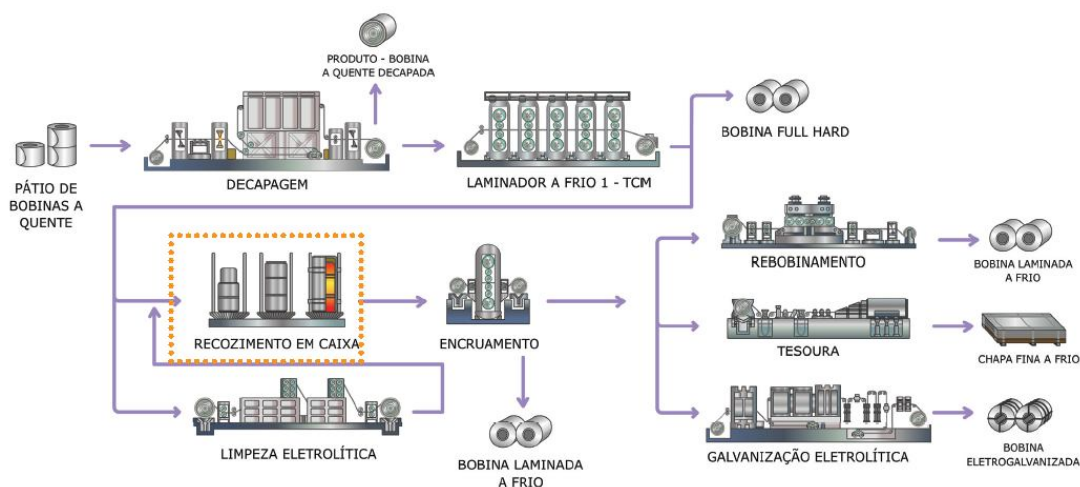 PRODUTO - BOBINA
A QUENTE DECAPADA
BOBINA FULL HARD
PÁTIO DE
BOBINAS A
QUENTE
DECAPAGEM
LAMINADOR A FRIO 1 - TCM
REBOBINAMENTO
BOBINA LAMINADA
A FRIO
RECOZIMENTO EM CAIXA
ENCRUAMENTO
TESOURA
CHAPA FINA A FRIO
LIMPEZA ELETROLÍTICA
BOBINA LAMINADA
A FRIO
GALVANIZAÇÃO ELETROLÍTICA
BOBINA
ELETROGALVANIZADA